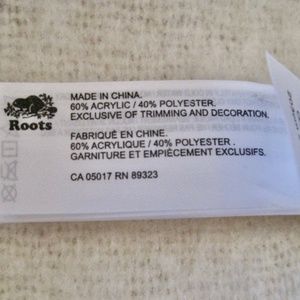 Roots
MADE IN CHINA.
60% ACRYLIC / 40% POLYESTER.
EXCLUSIVE OF TRIMMING AND DECORATION.
FABRIQUÉ EN CHINE.
60% ACRYLIQUE / 40% POLYESTER .
GARNITURE ET EMPIÈCEMENT EXCLUSIFS.
CA 05017 RN 89323